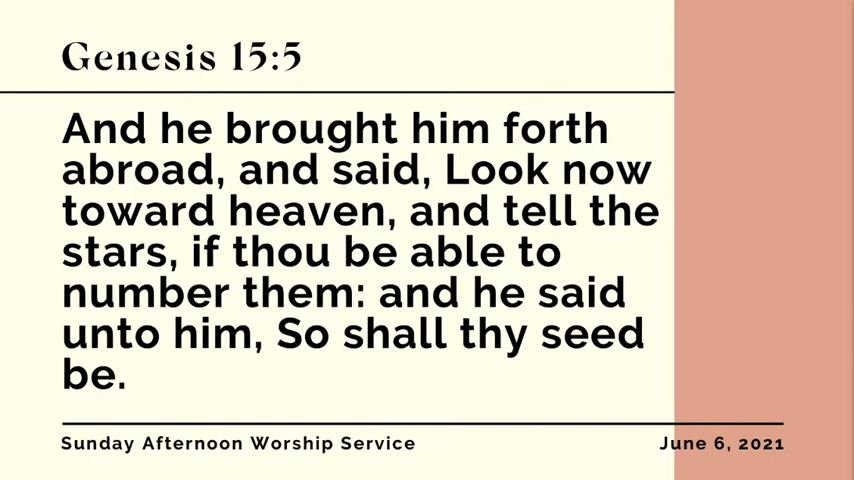 Genesis 15:5
And he brought him forth
abroad, and said, Look now
toward heaven, and tell the
stars, if thou be able to
number them: and he said
unto him, So shall thy seed
be.
Sunday Afternoon Worship Service
June 6, 2021